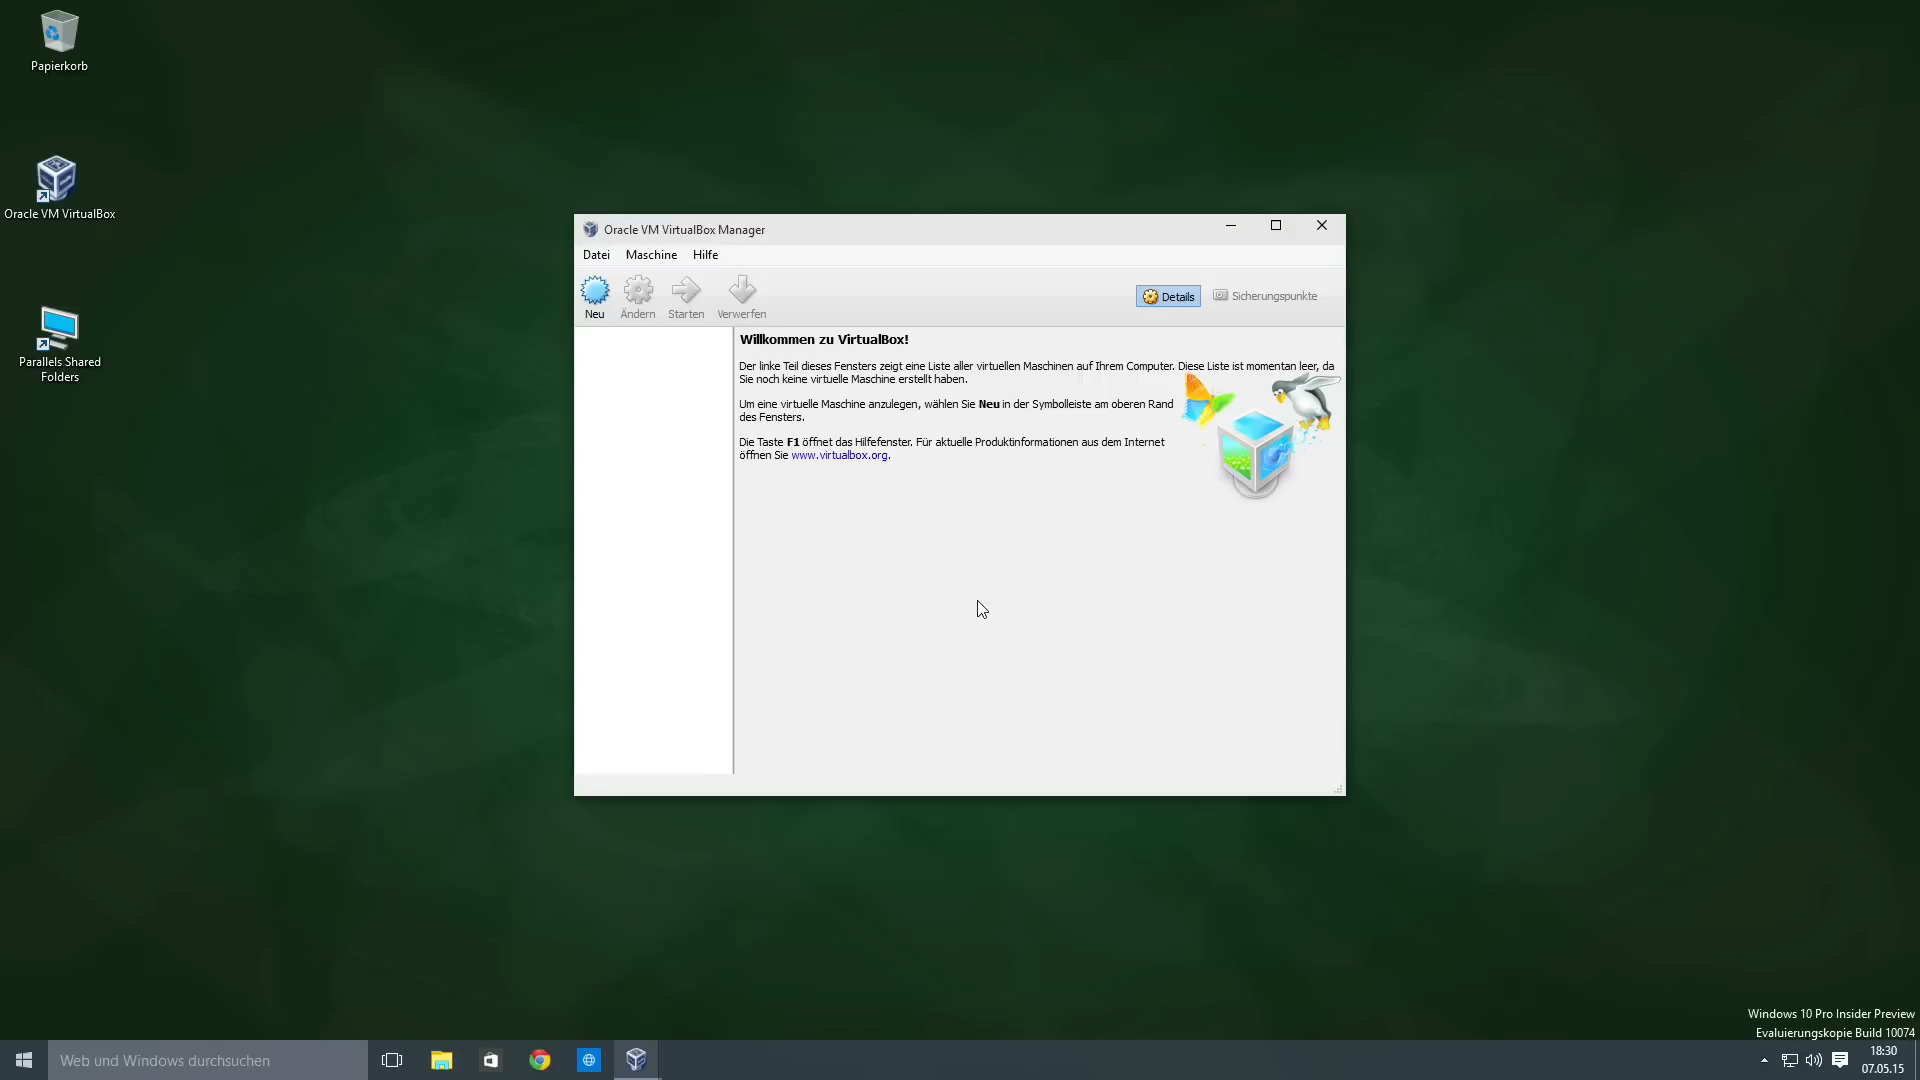 Papierkorb
Oracle VM VirtualBox
Parallels Shared
Folders
Oracle VM VirtualBox Manager
Datei Maschine Hilfe
Neu Ändern Starten Verwerfen Details Sicherungspunkte
Willkommen zu VirtualBox!
Der linke Teil dieses Fensters zeigt eine Liste aller virtuellen Maschinen auf Ihrem Computer. Diese Liste ist momentan leer, da
Sie noch keine virtuelle Maschine erstellt haben.
Um eine virtuelle Maschine anzulegen, wählen Sie Neu in der Symbolleiste am oberen Rand
des Fensters.
Die Taste F1 öffnet das Hilfefenster. Für aktuelle Produktinformationen aus dem Internet
öffnen Sie www.virtualbox.org.
Windows 10 Pro Insider Preview
Evaluierungskopie Build 10074
Web und Windows durchsuchen
18:30
07.05.15